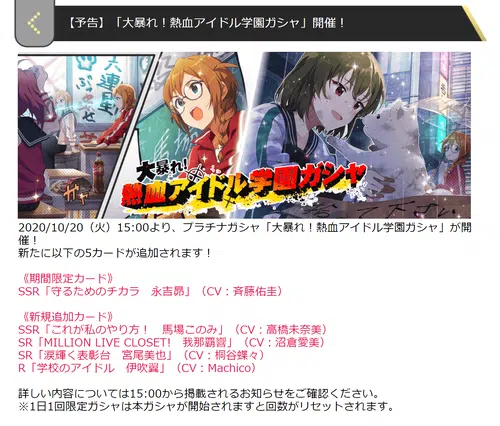 【予告】「大暴れ！熱血アイドル学園ガシャ」開催！
大暴れ!
熱血アイドル学園ガシャ
2020/10/20（火）15:00より、プラチナガシャ「大暴れ！熱血アイドル学園ガシャ」が開
催！
新たに以下の5カードが追加されます！
《期間限定カード》
SSR「守るためのチカラ　永吉昴」（CV：斉藤佑圭）
《新規追加カード》
SSR「これが私のやり方！　馬場このみ」（CV：高橋未奈美）
SR「MILLION LIVE CLOSET!　我那覇響」（CV：沼倉愛美）
SR「涙輝く表彰台　宮尾美也」（CV：桐谷蝶々）
R「学校のアイドル　伊吹翼」（CV：Machico）
詳しい内容については15:00から掲載されるお知らせをご確認ください。
※1日1回限定ガシャは本ガシャが開始されますと回数がリセットされます。